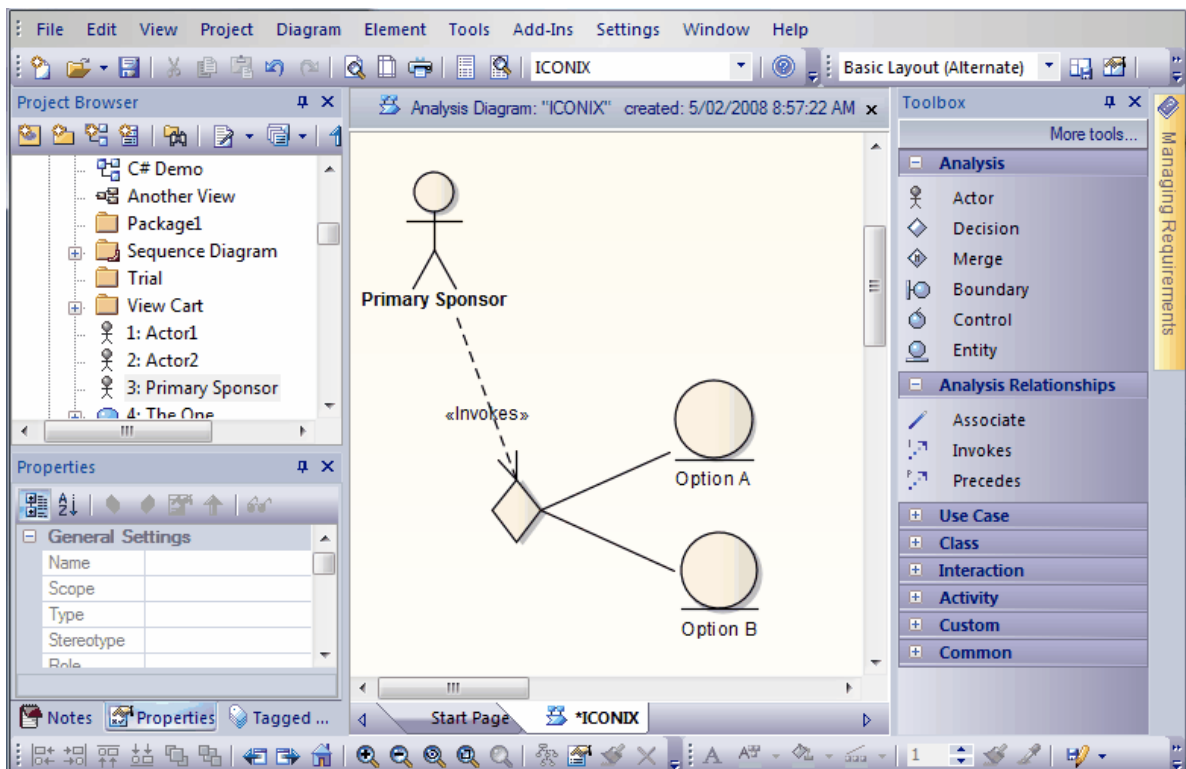 File Edit View Project Diagram Element Tools Add-Ins Settings Window Help
ICONIX
Basic Layout (Alternate)
Project Browser
C# Demo
Another View
Package1
Sequence Diagram
Trial
View Cart
1: Actor1
2: Actor2
3: Primary Sponsor
4: The One
Properties
General Settings
Name
Scope
Type
Stereotype
Role
Notes Properties Tagged ...
Analysis Diagram: "ICONIX" created: 5/02/2008 8:57:22 AM
Primary Sponsor
«Invokes»
Option A
Option B
Start Page *ICONIX
Toolbox
More tools...
Analysis
Actor
Decision
Merge
Boundary
Control
Entity
Analysis Relationships
Associate
Invokes
Precedes
Use Case
Class
Interaction
Activity
Custom
Common
Managing Requirements
1